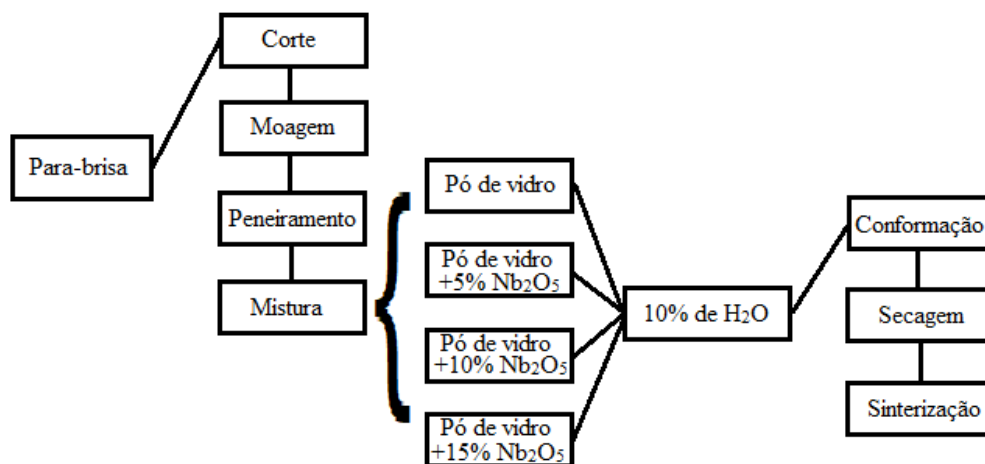 Para-brisa
Corte
Moagem
Peneiramento
Mistura
Pó de vidro
Pó de vidro
+5% Nb₂O₅
Pó de vidro
+10% Nb₂O₅
Pó de vidro
+15% Nb₂O₅
10% de H₂O
Conformação
Secagem
Sinterização